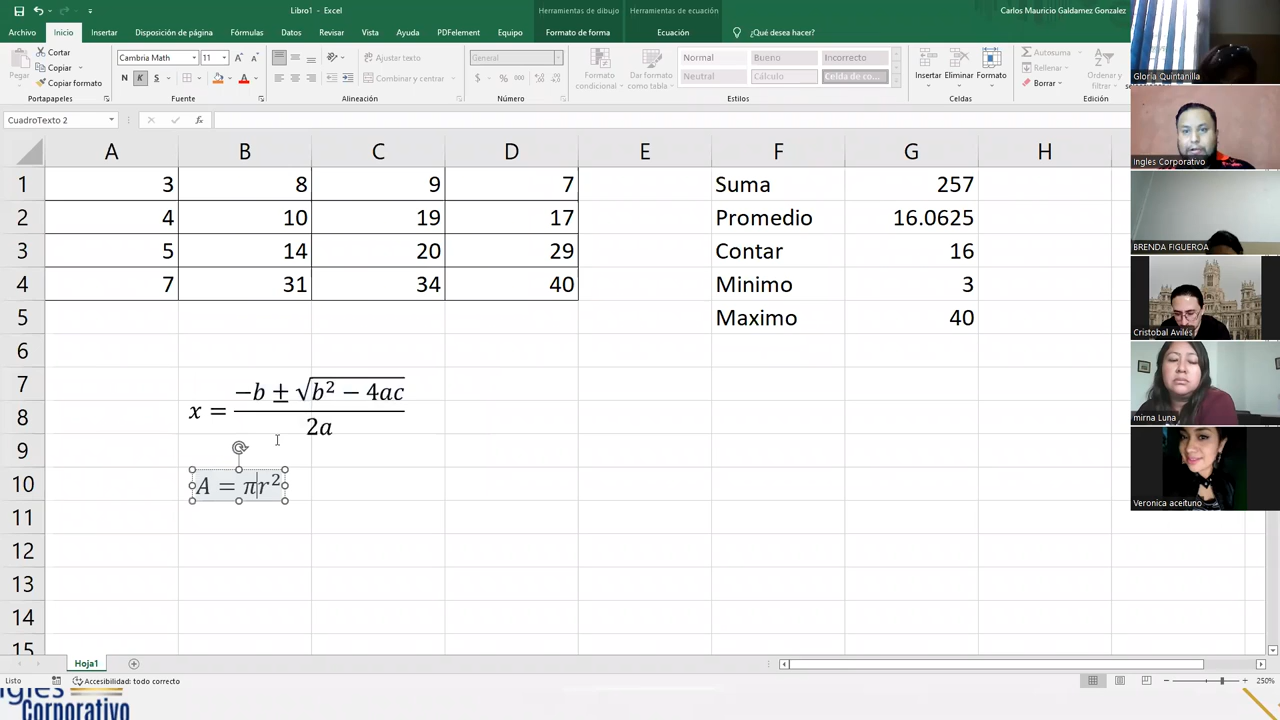 Libro1 - Excel
Herramientas de dibujo
Herramientas de ecuación
Carlos Mauricio Galdamez Gonzalez
Archivo Inicio Insertar Disposición de página Fórmulas Datos Revisar Vista Ayuda PDFelement Equipo Formato de forma Ecuación ¿Qué desea hacer?
Pegar
Cortar
Copiar
Copiar formato
Portapapeles
Cambria Math 11
N K S
Fuente
Ajustar texto
Combinar y centrar
Alineación
General
$ % 000
Número
Formato condicional
Dar formato como tabla
Normal Bueno Incorrecto
Neutral Cálculo Celda de co...
Estilos
Insertar Eliminar Formato
Celdas
Autosuma
Rellenar
Borrar
Ordenar y
Edición
CuadroTexto 2
fx
A B C D E F G H
1 3 8 9 7 Suma 257
2 4 10 19 17 Promedio 16.0625
3 5 14 20 29 Contar 16
4 7 31 34 40 Minimo 3
5 Maximo 40
6
7
8
9
10
11
12
13
14
15
x = (−b ± √(b² − 4ac)) / 2a
A = πr²
Hoja1
Listo
Accesibilidad: todo correcto
250%
Ingles
Corporativo
Gloria Quintanilla
Ingles Corporativo
BRENDA FIGUEROA
Cristobal Avilés
mirna Luna
Veronica aceituno